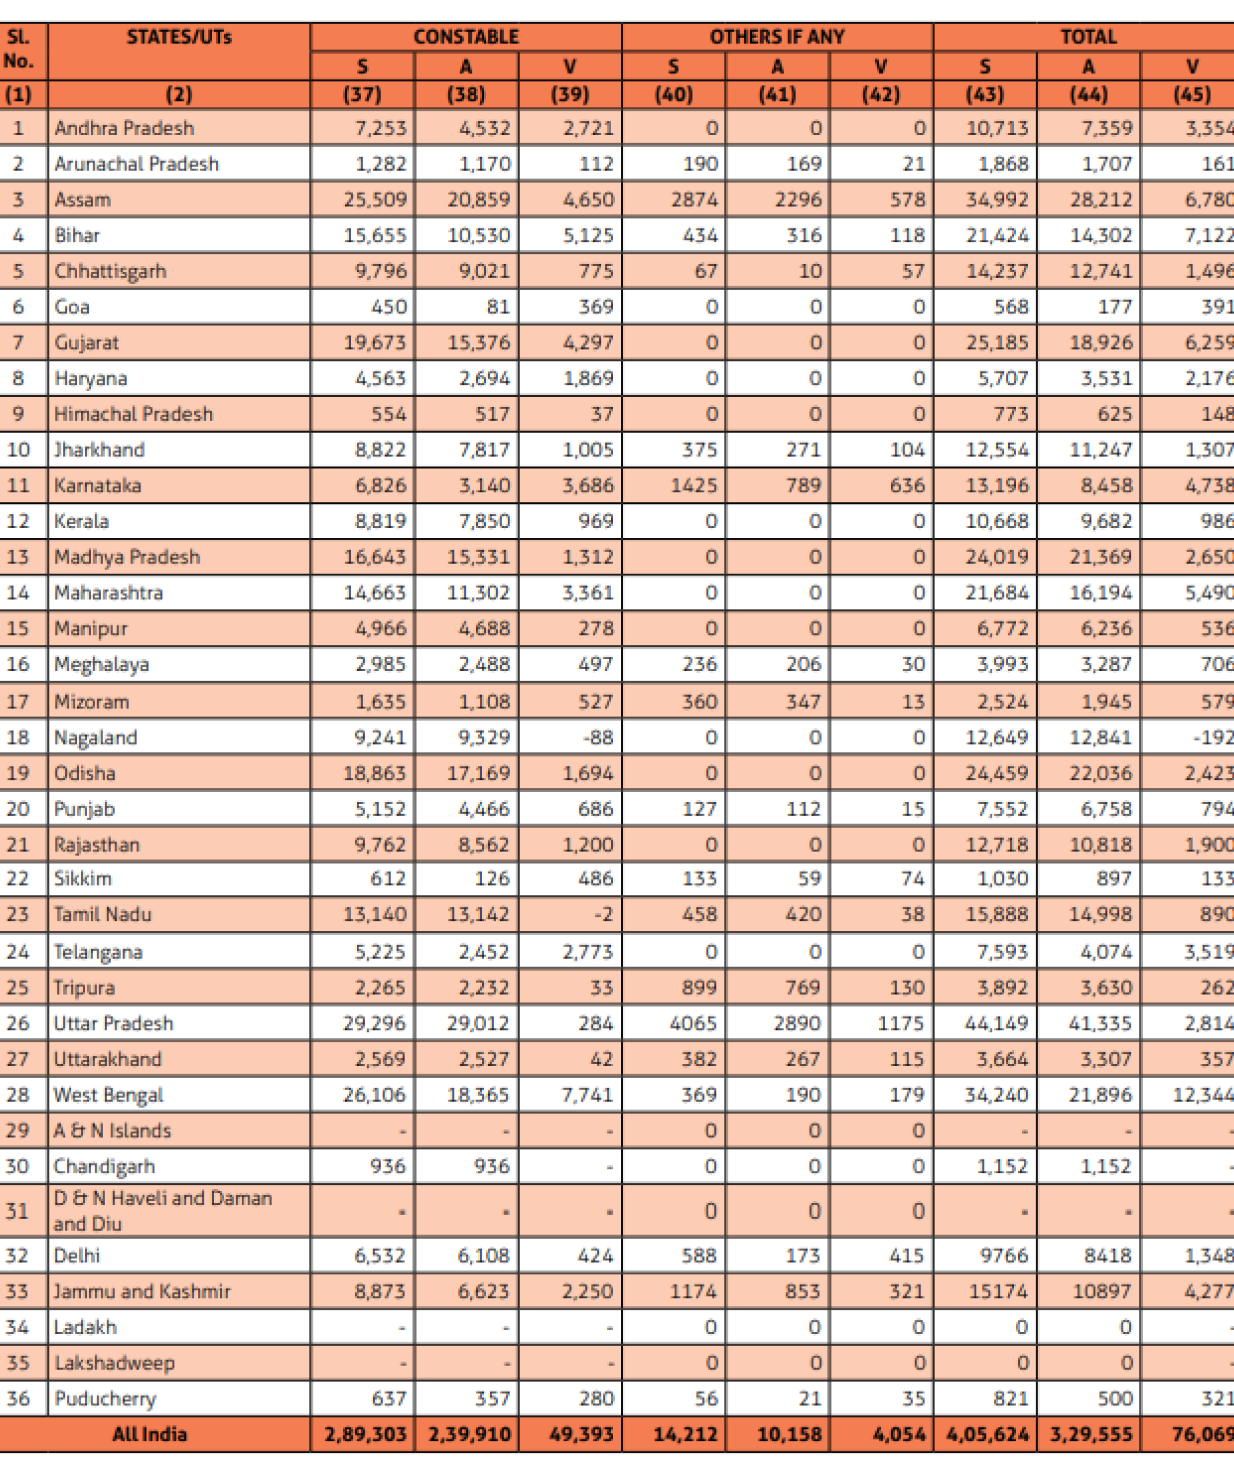 Sl. No. STATES/UTs CONSTABLE OTHERS IF ANY TOTAL
S A V S A V S A V
(1) (2) (37) (38) (39) (40) (41) (42) (43) (44) (45)
1 Andhra Pradesh 7,253 4,532 2,721 0 0 0 10,713 7,359 3,354
2 Arunachal Pradesh 1,282 1,170 112 190 169 21 1,868 1,707 161
3 Assam 25,509 20,859 4,650 2874 2296 578 34,992 28,212 6,780
4 Bihar 15,655 10,530 5,125 434 316 118 21,424 14,302 7,122
5 Chhattisgarh 9,796 9,021 775 67 10 57 14,237 12,741 1,496
6 Goa 450 81 369 0 0 0 568 177 391
7 Gujarat 19,673 15,376 4,297 0 0 0 25,185 18,926 6,259
8 Haryana 4,563 2,694 1,869 0 0 0 5,707 3,531 2,176
9 Himachal Pradesh 554 517 37 0 0 0 773 625 148
10 Jharkhand 8,822 7,817 1,005 375 271 104 12,554 11,247 1,307
11 Karnataka 6,826 3,140 3,686 1425 789 636 13,196 8,458 4,738
12 Kerala 8,819 7,850 969 0 0 0 10,668 9,682 986
13 Madhya Pradesh 16,643 15,331 1,312 0 0 0 24,019 21,369 2,650
14 Maharashtra 14,663 11,302 3,361 0 0 0 21,684 16,194 5,490
15 Manipur 4,966 4,688 278 0 0 0 6,772 6,236 536
16 Meghalaya 2,985 2,488 497 236 206 30 3,993 3,287 706
17 Mizoram 1,635 1,108 527 360 347 13 2,524 1,945 579
18 Nagaland 9,241 9,329 -88 0 0 0 12,649 12,841 -192
19 Odisha 18,863 17,169 1,694 0 0 0 24,459 22,036 2,423
20 Punjab 5,152 4,466 686 127 112 15 7,552 6,758 794
21 Rajasthan 9,762 8,562 1,200 0 0 0 12,718 10,818 1,900
22 Sikkim 612 126 486 133 59 74 1,030 897 133
23 Tamil Nadu 13,140 13,142 -2 458 420 38 15,888 14,998 890
24 Telangana 5,225 2,452 2,773 0 0 0 7,593 4,074 3,519
25 Tripura 2,265 2,232 33 899 769 130 3,892 3,630 262
26 Uttar Pradesh 29,296 29,012 284 4065 2890 1175 44,149 41,335 2,814
27 Uttarakhand 2,569 2,527 42 382 267 115 3,664 3,307 357
28 West Bengal 26,106 18,365 7,741 369 190 179 34,240 21,896 12,344
29 A & N Islands - - - 0 0 0 - - -
30 Chandigarh 936 936 - 0 0 0 1,152 1,152 -
31 D & N Haveli and Daman and Diu - - - 0 0 0 - - -
32 Delhi 6,532 6,108 424 588 173 415 9766 8418 1,348
33 Jammu and Kashmir 8,873 6,623 2,250 1174 853 321 15174 10897 4,277
34 Ladakh - - - 0 0 0 0 0 -
35 Lakshadweep - - - 0 0 0 0 0 -
36 Puducherry 637 357 280 56 21 35 821 500 321
All India 2,89,303 2,39,910 49,393 14,212 10,158 4,054 4,05,624 3,29,555 76,069